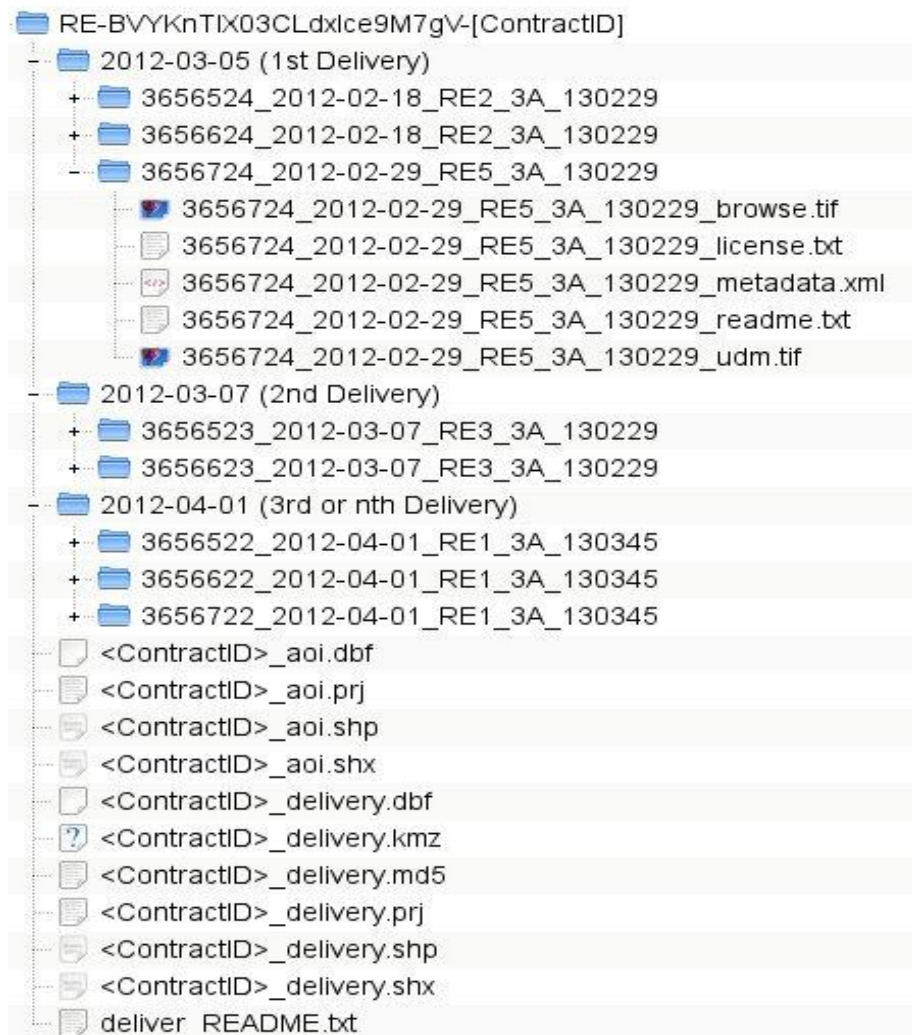 RE-BVYKnTlX03CLdxlce9M7gV-[ContractID]
2012-03-05 (1st Delivery)
3656524_2012-02-18_RE2_3A_130229
3656624_2012-02-18_RE2_3A_130229
3656724_2012-02-29_RE5_3A_130229
3656724_2012-02-29_RE5_3A_130229_browse.tif
3656724_2012-02-29_RE5_3A_130229_license.txt
3656724_2012-02-29_RE5_3A_130229_metadata.xml
3656724_2012-02-29_RE5_3A_130229_readme.txt
3656724_2012-02-29_RE5_3A_130229_udm.tif
2012-03-07 (2nd Delivery)
3656523_2012-03-07_RE3_3A_130229
3656623_2012-03-07_RE3_3A_130229
2012-04-01 (3rd or nth Delivery)
3656522_2012-04-01_RE1_3A_130345
3656622_2012-04-01_RE1_3A_130345
3656722_2012-04-01_RE1_3A_130345
<ContractID>_aoi.dbf
<ContractID>_aoi.prj
<ContractID>_aoi.shp
<ContractID>_aoi.shx
<ContractID>_delivery.dbf
<ContractID>_delivery.kmz
<ContractID>_delivery.md5
<ContractID>_delivery.prj
<ContractID>_delivery.shp
<ContractID>_delivery.shx
deliver_README.txt